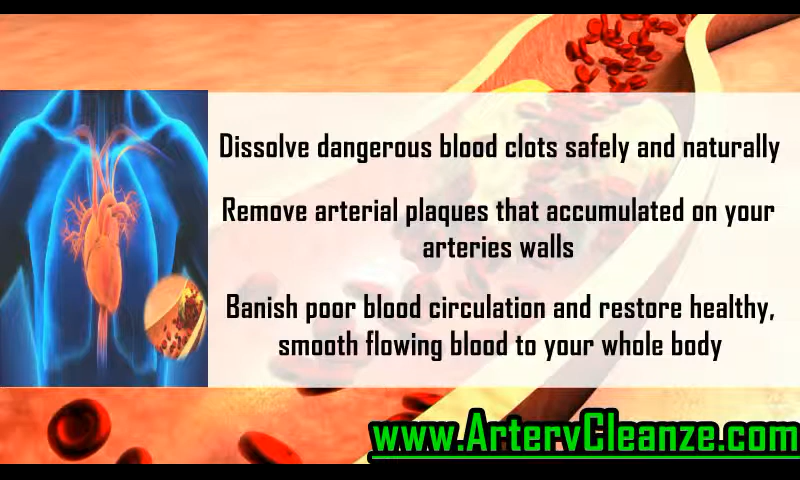 Dissolve dangerous blood clots safely and naturally
Remove arterial plaques that accumulated on your
arteries walls
Banish poor blood circulation and restore healthy,
smooth flowing blood to your whole body
www.ArtervCleanze.com